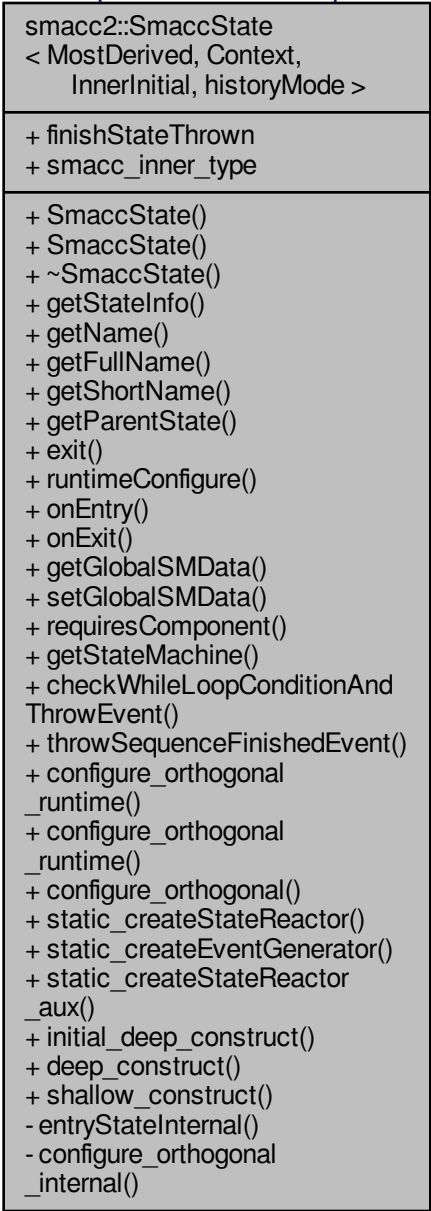 smacc2::SmaccState
< MostDerived, Context,
InnerInitial, historyMode >
+ finishStateThrown
+ smacc_inner_type
+ SmaccState()
+ SmaccState()
+ ~SmaccState()
+ getStateInfo()
+ getName()
+ getFullName()
+ getShortName()
+ getParentState()
+ exit()
+ runtimeConfigure()
+ onEntry()
+ onExit()
+ getGlobalSMData()
+ setGlobalSMData()
+ requiresComponent()
+ getStateMachine()
+ checkWhileLoopConditionAnd
ThrowEvent()
+ throwSequenceFinishedEvent()
+ configure_orthogonal
_runtime()
+ configure_orthogonal
_runtime()
+ configure_orthogonal()
+ static_createStateReactor()
+ static_createEventGenerator()
+ static_createStateReactor
_aux()
+ initial_deep_construct()
+ deep_construct()
+ shallow_construct()
- entryStateInternal()
- configure_orthogonal
_internal()